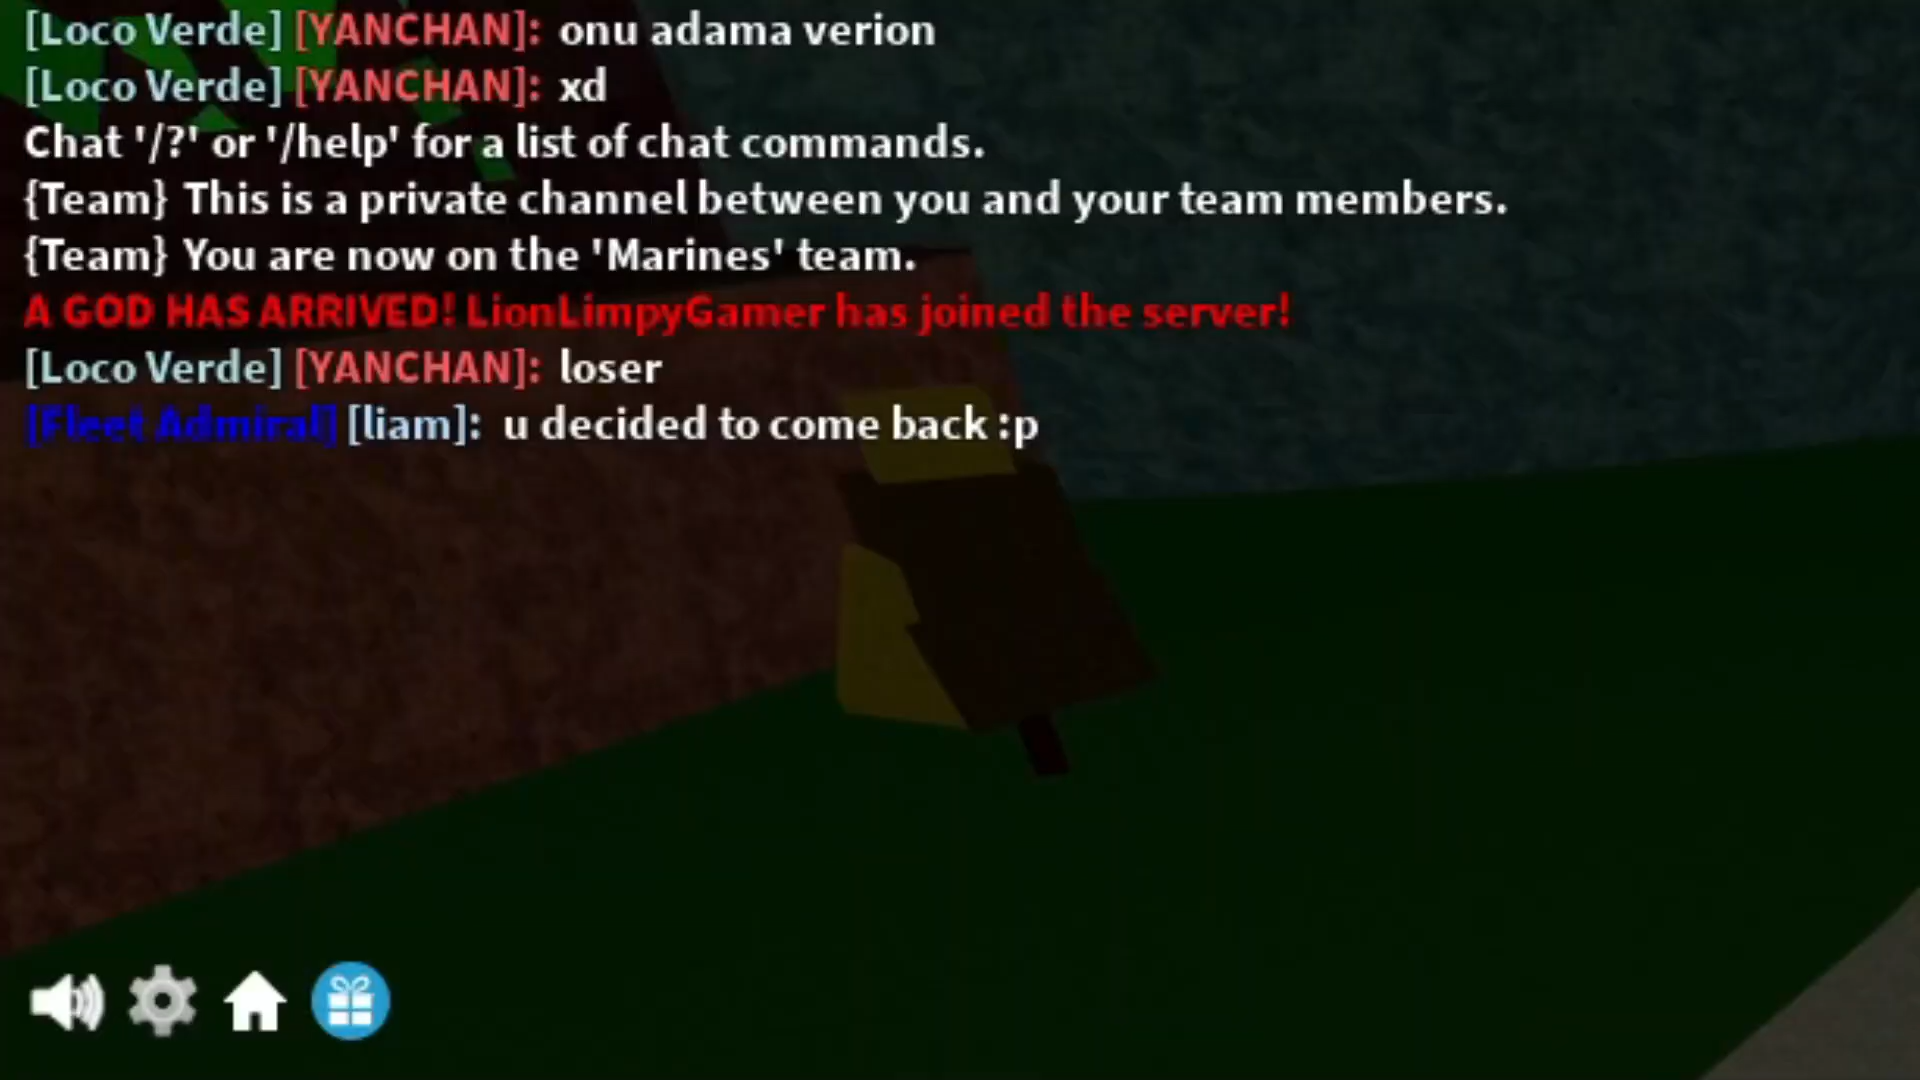 [Loco Verde] [YANCHAN]: onu adama verion
[Loco Verde] [YANCHAN]: xd
Chat '/?' or '/help' for a list of chat commands.
{Team} This is a private channel between you and your team members.
{Team} You are now on the 'Marines' team.
A GOD HAS ARRIVED! LionLimpyGamer has joined the server!
[Loco Verde] [YANCHAN]: loser
[Fleet Admiral] [liam]: u decided to come back :p